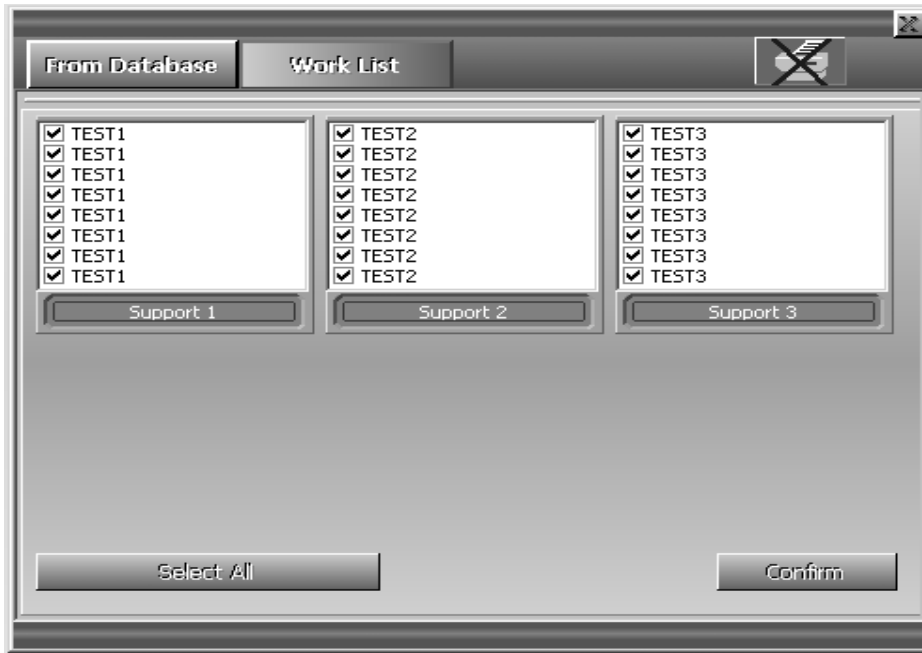 From Database
Work List
TEST1
TEST1
TEST1
TEST1
TEST1
TEST1
TEST1
TEST1
Support 1
TEST2
TEST2
TEST2
TEST2
TEST2
TEST2
TEST2
TEST2
Support 2
TEST3
TEST3
TEST3
TEST3
TEST3
TEST3
TEST3
TEST3
Support 3
Select All
Confirm